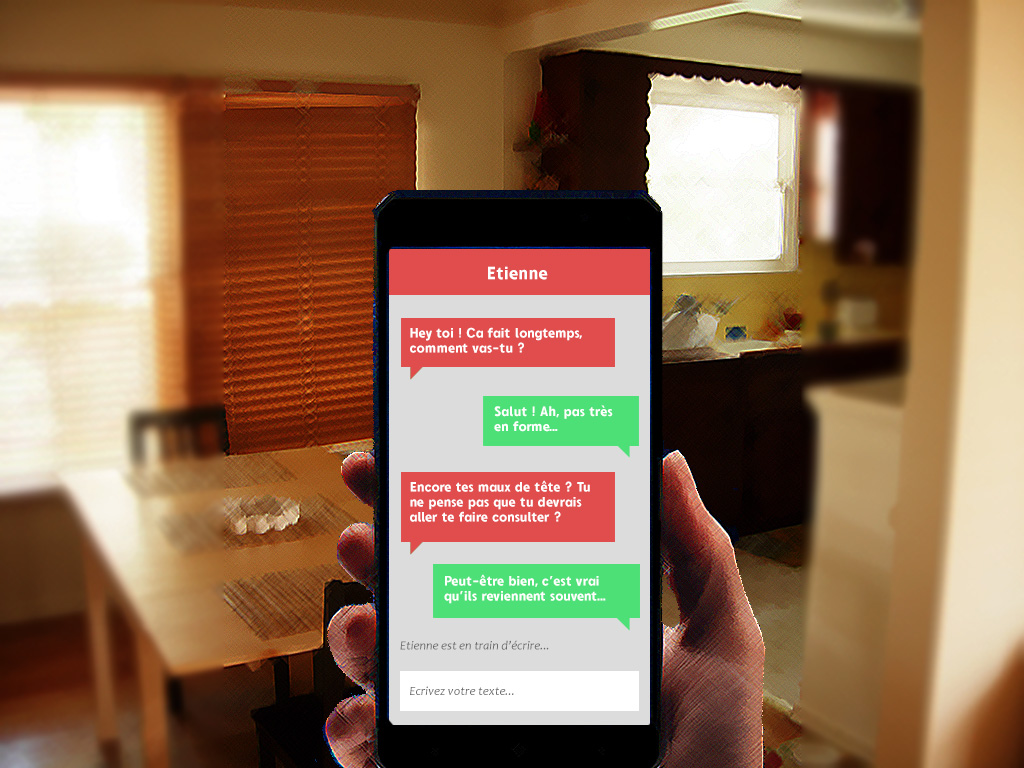 Etienne
Hey toi ! Ca fait longtemps,
comment vas-tu ?
Salut ! Ah, pas très
en forme...
Encore tes maux de tête ? Tu
ne pense pas que tu devrais
aller te faire consulter ?
Peut-être bien, c'est vrai
qu'ils reviennent souvent...
Etienne est en train d'écrire...
Ecrivez votre texte...